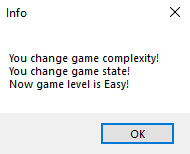 Info
You change game complexity!
You change game state!
Now game level is Easy!
OK